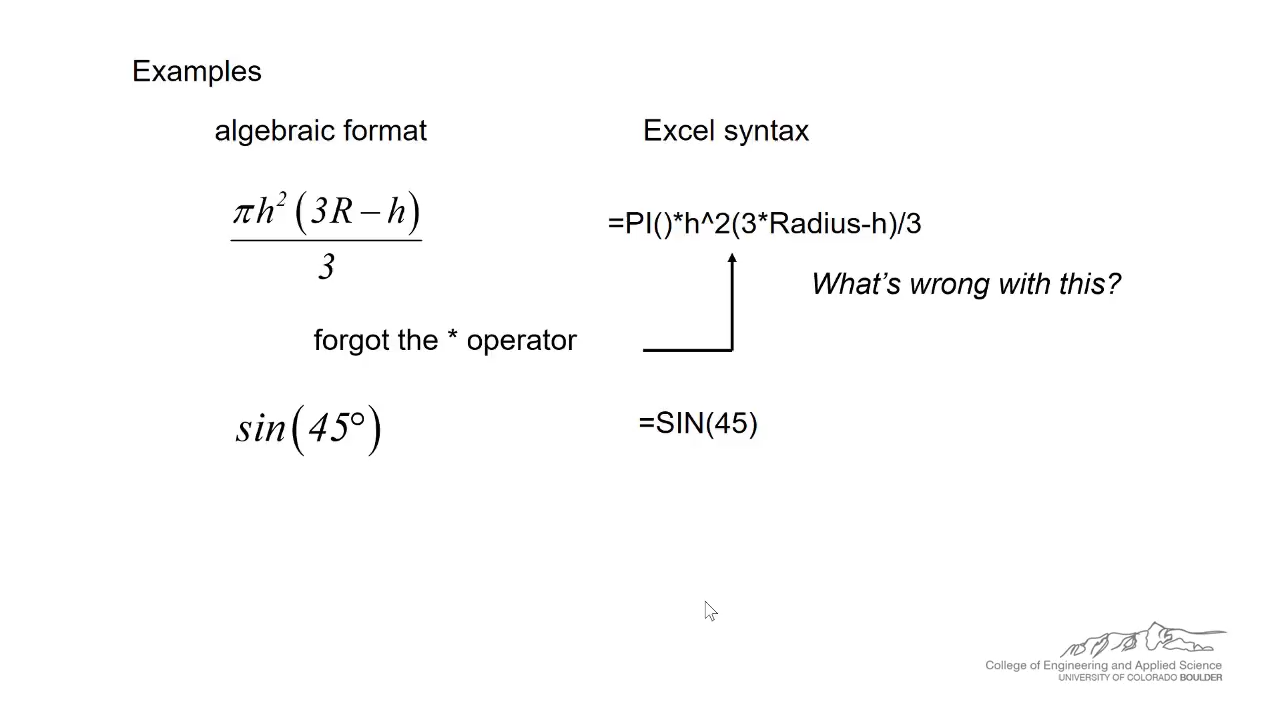 Examples
algebraic format
Excel syntax
πh²(3R – h)
3
=PI()*h^2(3*Radius-h)/3
What's wrong with this?
forgot the * operator
sin(45°)
=SIN(45)
College of Engineering and Applied Science
UNIVERSITY OF COLORADO BOULDER